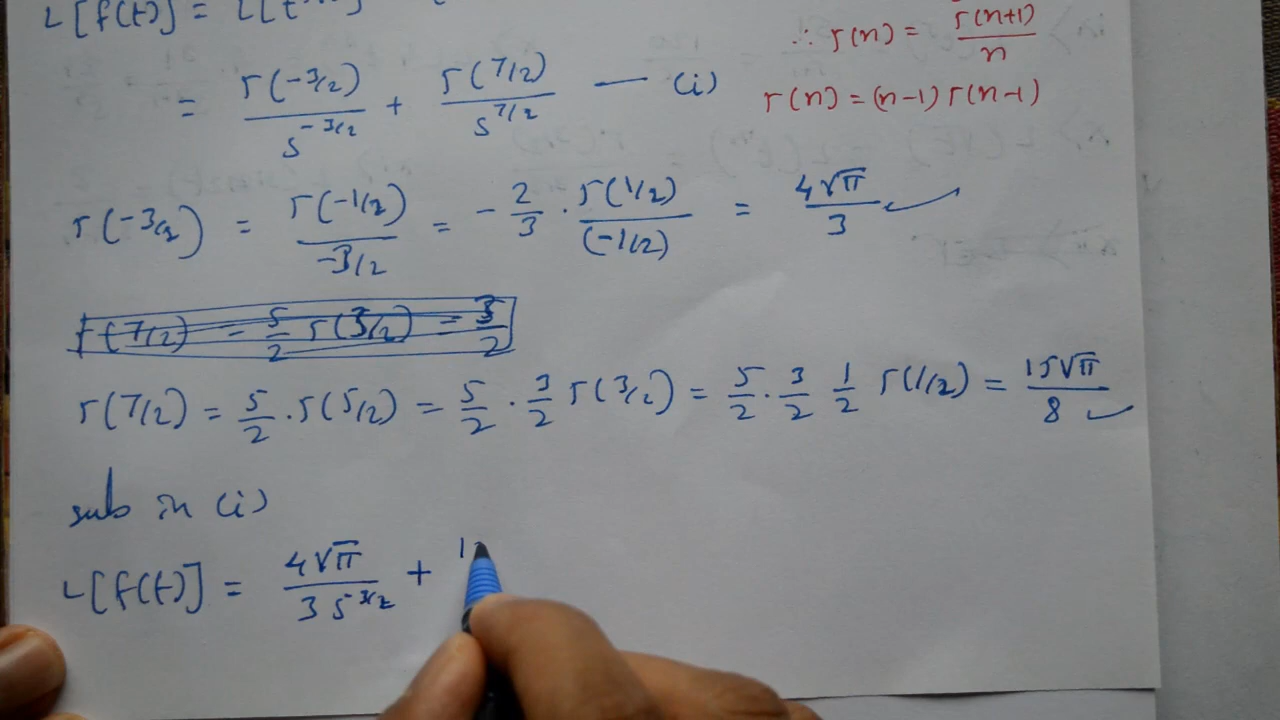 L[f(t)] = L[t
∴ Γ(n) = Γ(n+1)/n
= Γ(-3/2)/s^-3/2 + Γ(7/2)/s^7/2 — (i)
Γ(n) = (n-1) Γ(n-1)
Γ(-3/2) = Γ(-1/2)/-3/2 = -2/3 . Γ(1/2)/(-1/2) = 4√π/3
Γ(7/2) = 5/2 Γ(3/2) = 3/2
Γ(7/2) = 5/2 . Γ(5/2) = 5/2 . 3/2 Γ(3/2) = 5/2 . 3/2 1/2 Γ(1/2) = 15√π/8
sub in (i)
L[f(t)] = 4√π/3 s^-3/2 + 1